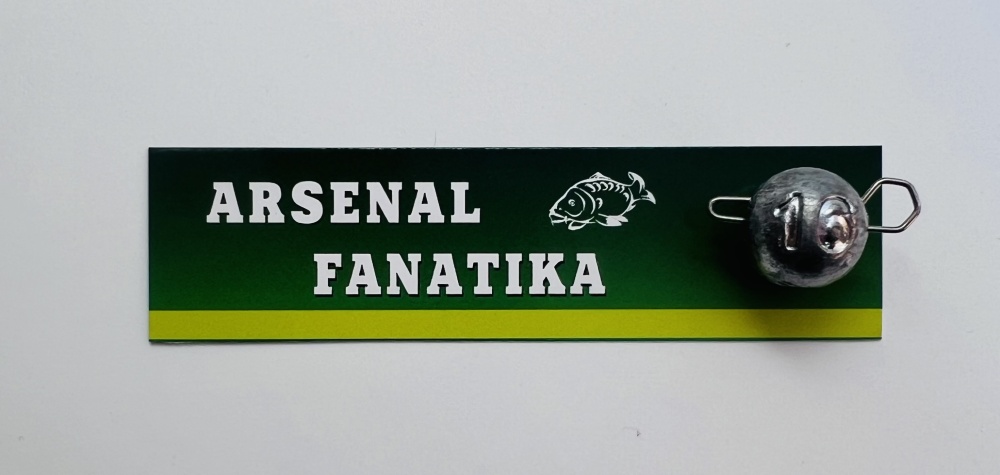 ARSENAL
FANATIKA
16